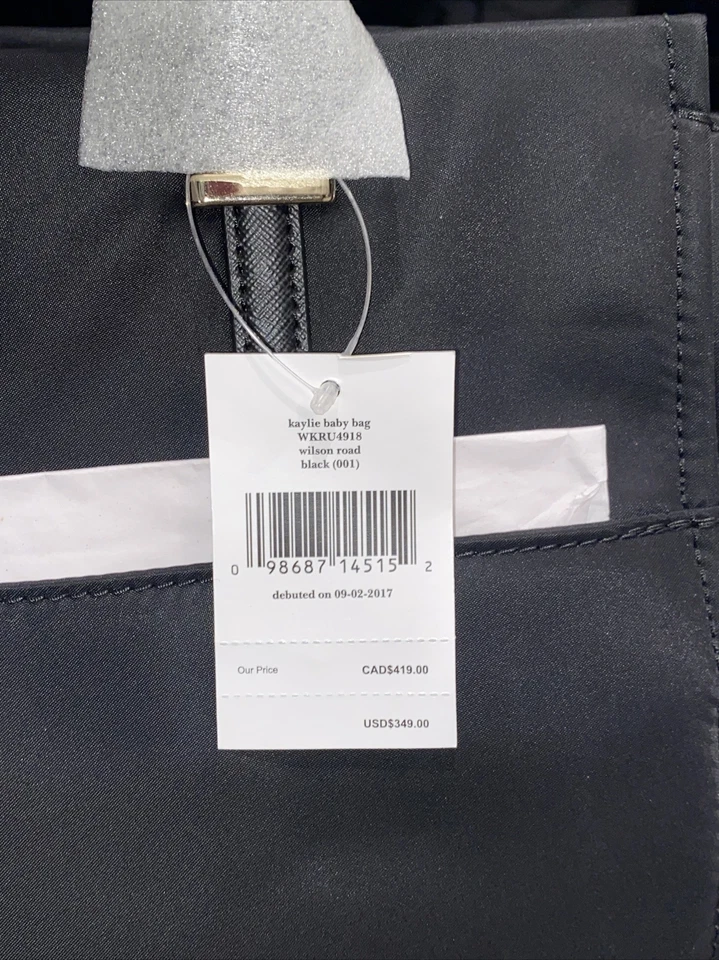 kaylie baby bag
WKRU4918
wilson road
black (001)
0 98687 14515 2
debuted on 09-02-2017
Our Price CAD$419.00
USD$349.00